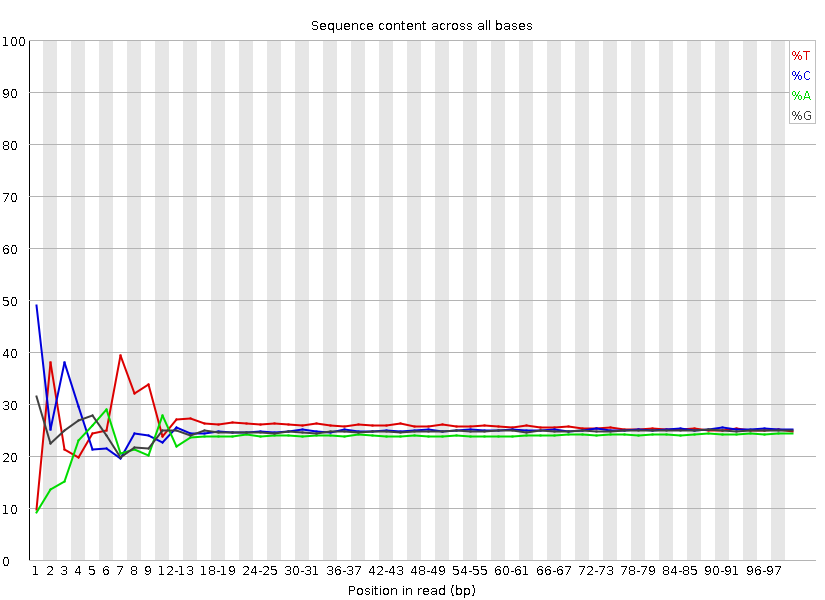 Sequence content across all bases
100
90
80
70
60
50
40
30
20
10
0
%T
%C
%A
%G
1 2 3 4 5 6 7 8 9 12-13 18-19 24-25 30-31 36-37 42-43 48-49 54-55 60-61 66-67 72-73 78-79 84-85 90-91 96-97
Position in read (bp)